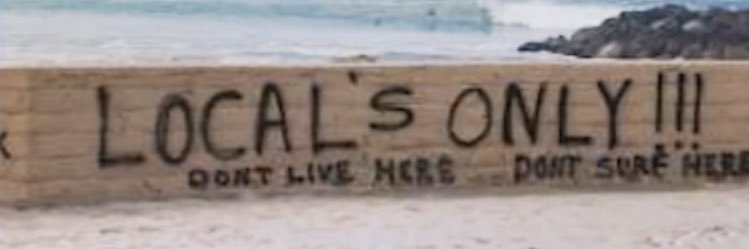 LOCAL'S ONLY!!!
DONT LIVE HERE DONT SURF HERE